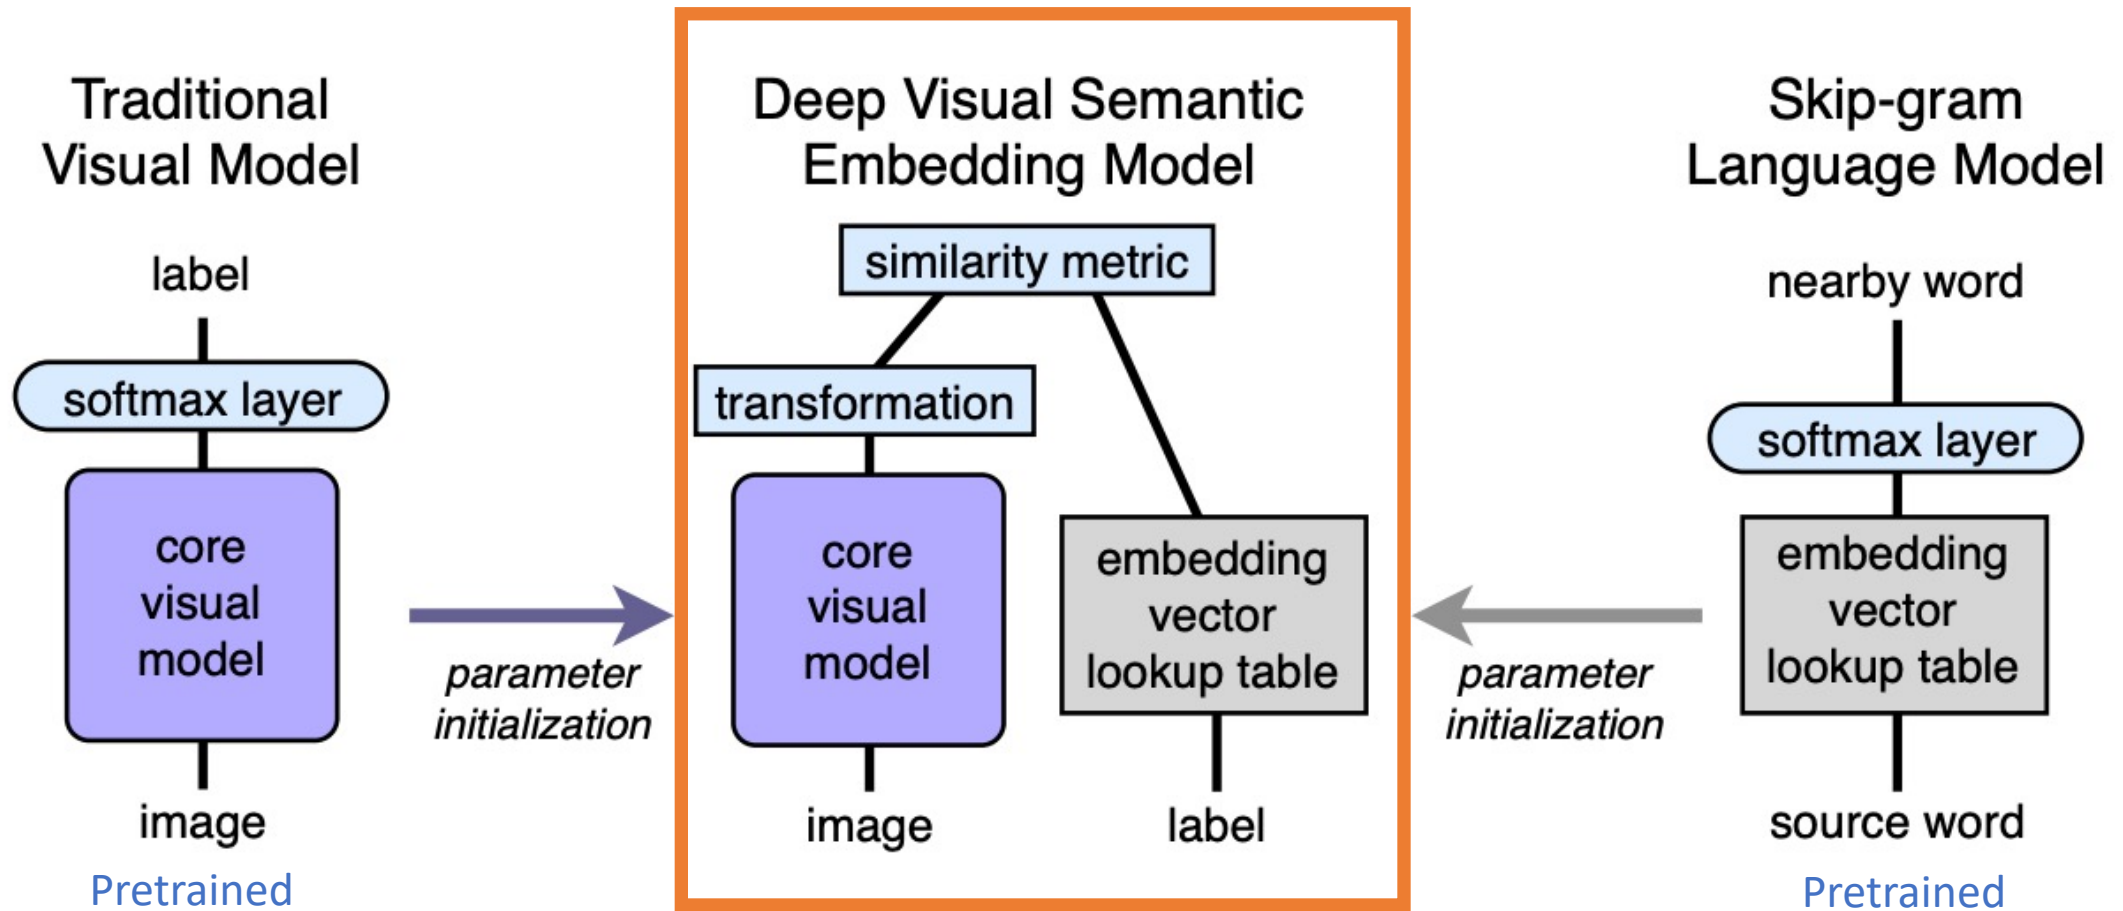 Traditional
Visual Model
label
softmax layer
core
visual
model
image
Pretrained
parameter
initialization
Deep Visual Semantic
Embedding Model
similarity metric
transformation
core
visual
model
image
embedding
vector
lookup table
label
parameter
initialization
Skip-gram
Language Model
nearby word
softmax layer
embedding
vector
lookup table
source word
Pretrained